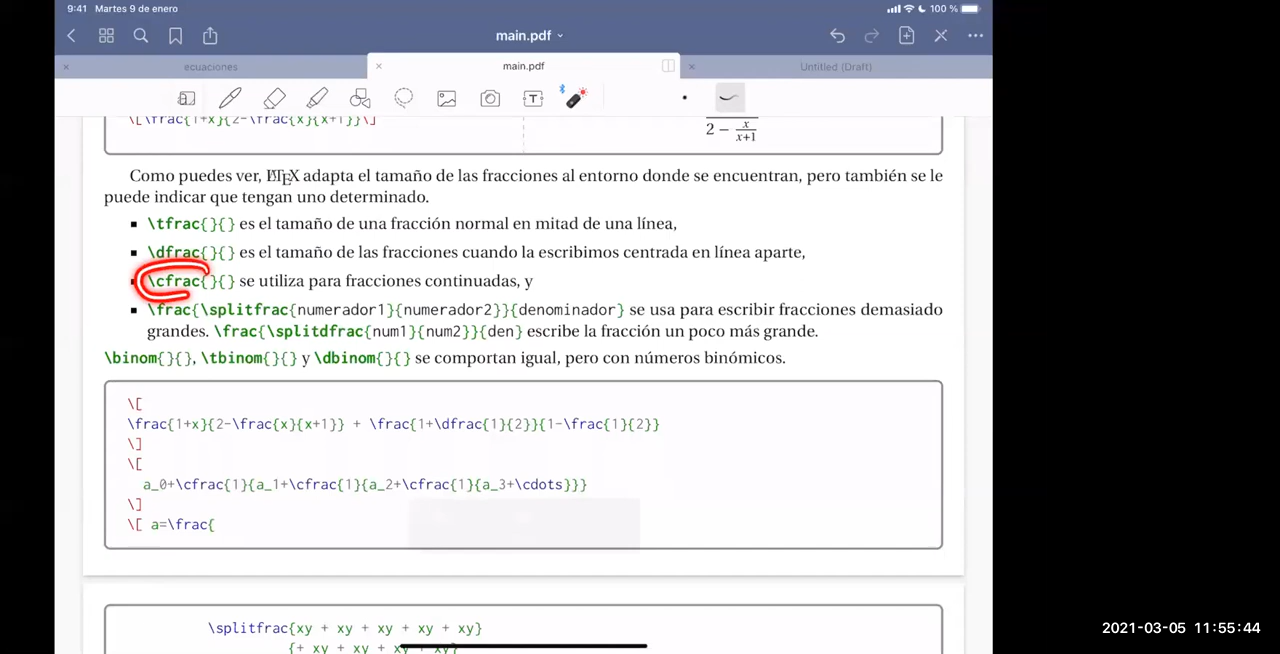 9:41 Martes 9 de enero
100 %
main.pdf
ecuaciones
main.pdf
Untitled (Draft)
\[\frac{1+x}{2-\frac{x}{x+1}}\]
2 − x
x+1
Como puedes ver, LATEX adapta el tamaño de las fracciones al entorno donde se encuentran, pero también se le
puede indicar que tengan uno determinado.
▪ \tfrac{}{} es el tamaño de una fracción normal en mitad de una línea,
▪ \dfrac{}{} es el tamaño de las fracciones cuando la escribimos centrada en línea aparte,
▪ \cfrac{}{} se utiliza para fracciones continuadas, y
▪ \frac{\splitfrac{numerador1}{numerador2}}{denominador} se usa para escribir fracciones demasiado
grandes. \frac{\splitdfrac{num1}{num2}}{den} escribe la fracción un poco más grande.
\binom{}{}, \tbinom{}{} y \dbinom{}{} se comportan igual, pero con números binómicos.
\[
\frac{1+x}{2-\frac{x}{x+1}} + \frac{1+\dfrac{1}{2}}{1-\frac{1}{2}}
\]
\[
a_0+\cfrac{1}{a_1+\cfrac{1}{a_2+\cfrac{1}{a_3+\cdots}}}
\]
\[ a=\frac{
\splitfrac{xy + xy + xy + xy + xy}
{+ xy + xy + xy + xy}
2021-03-05 11:55:44